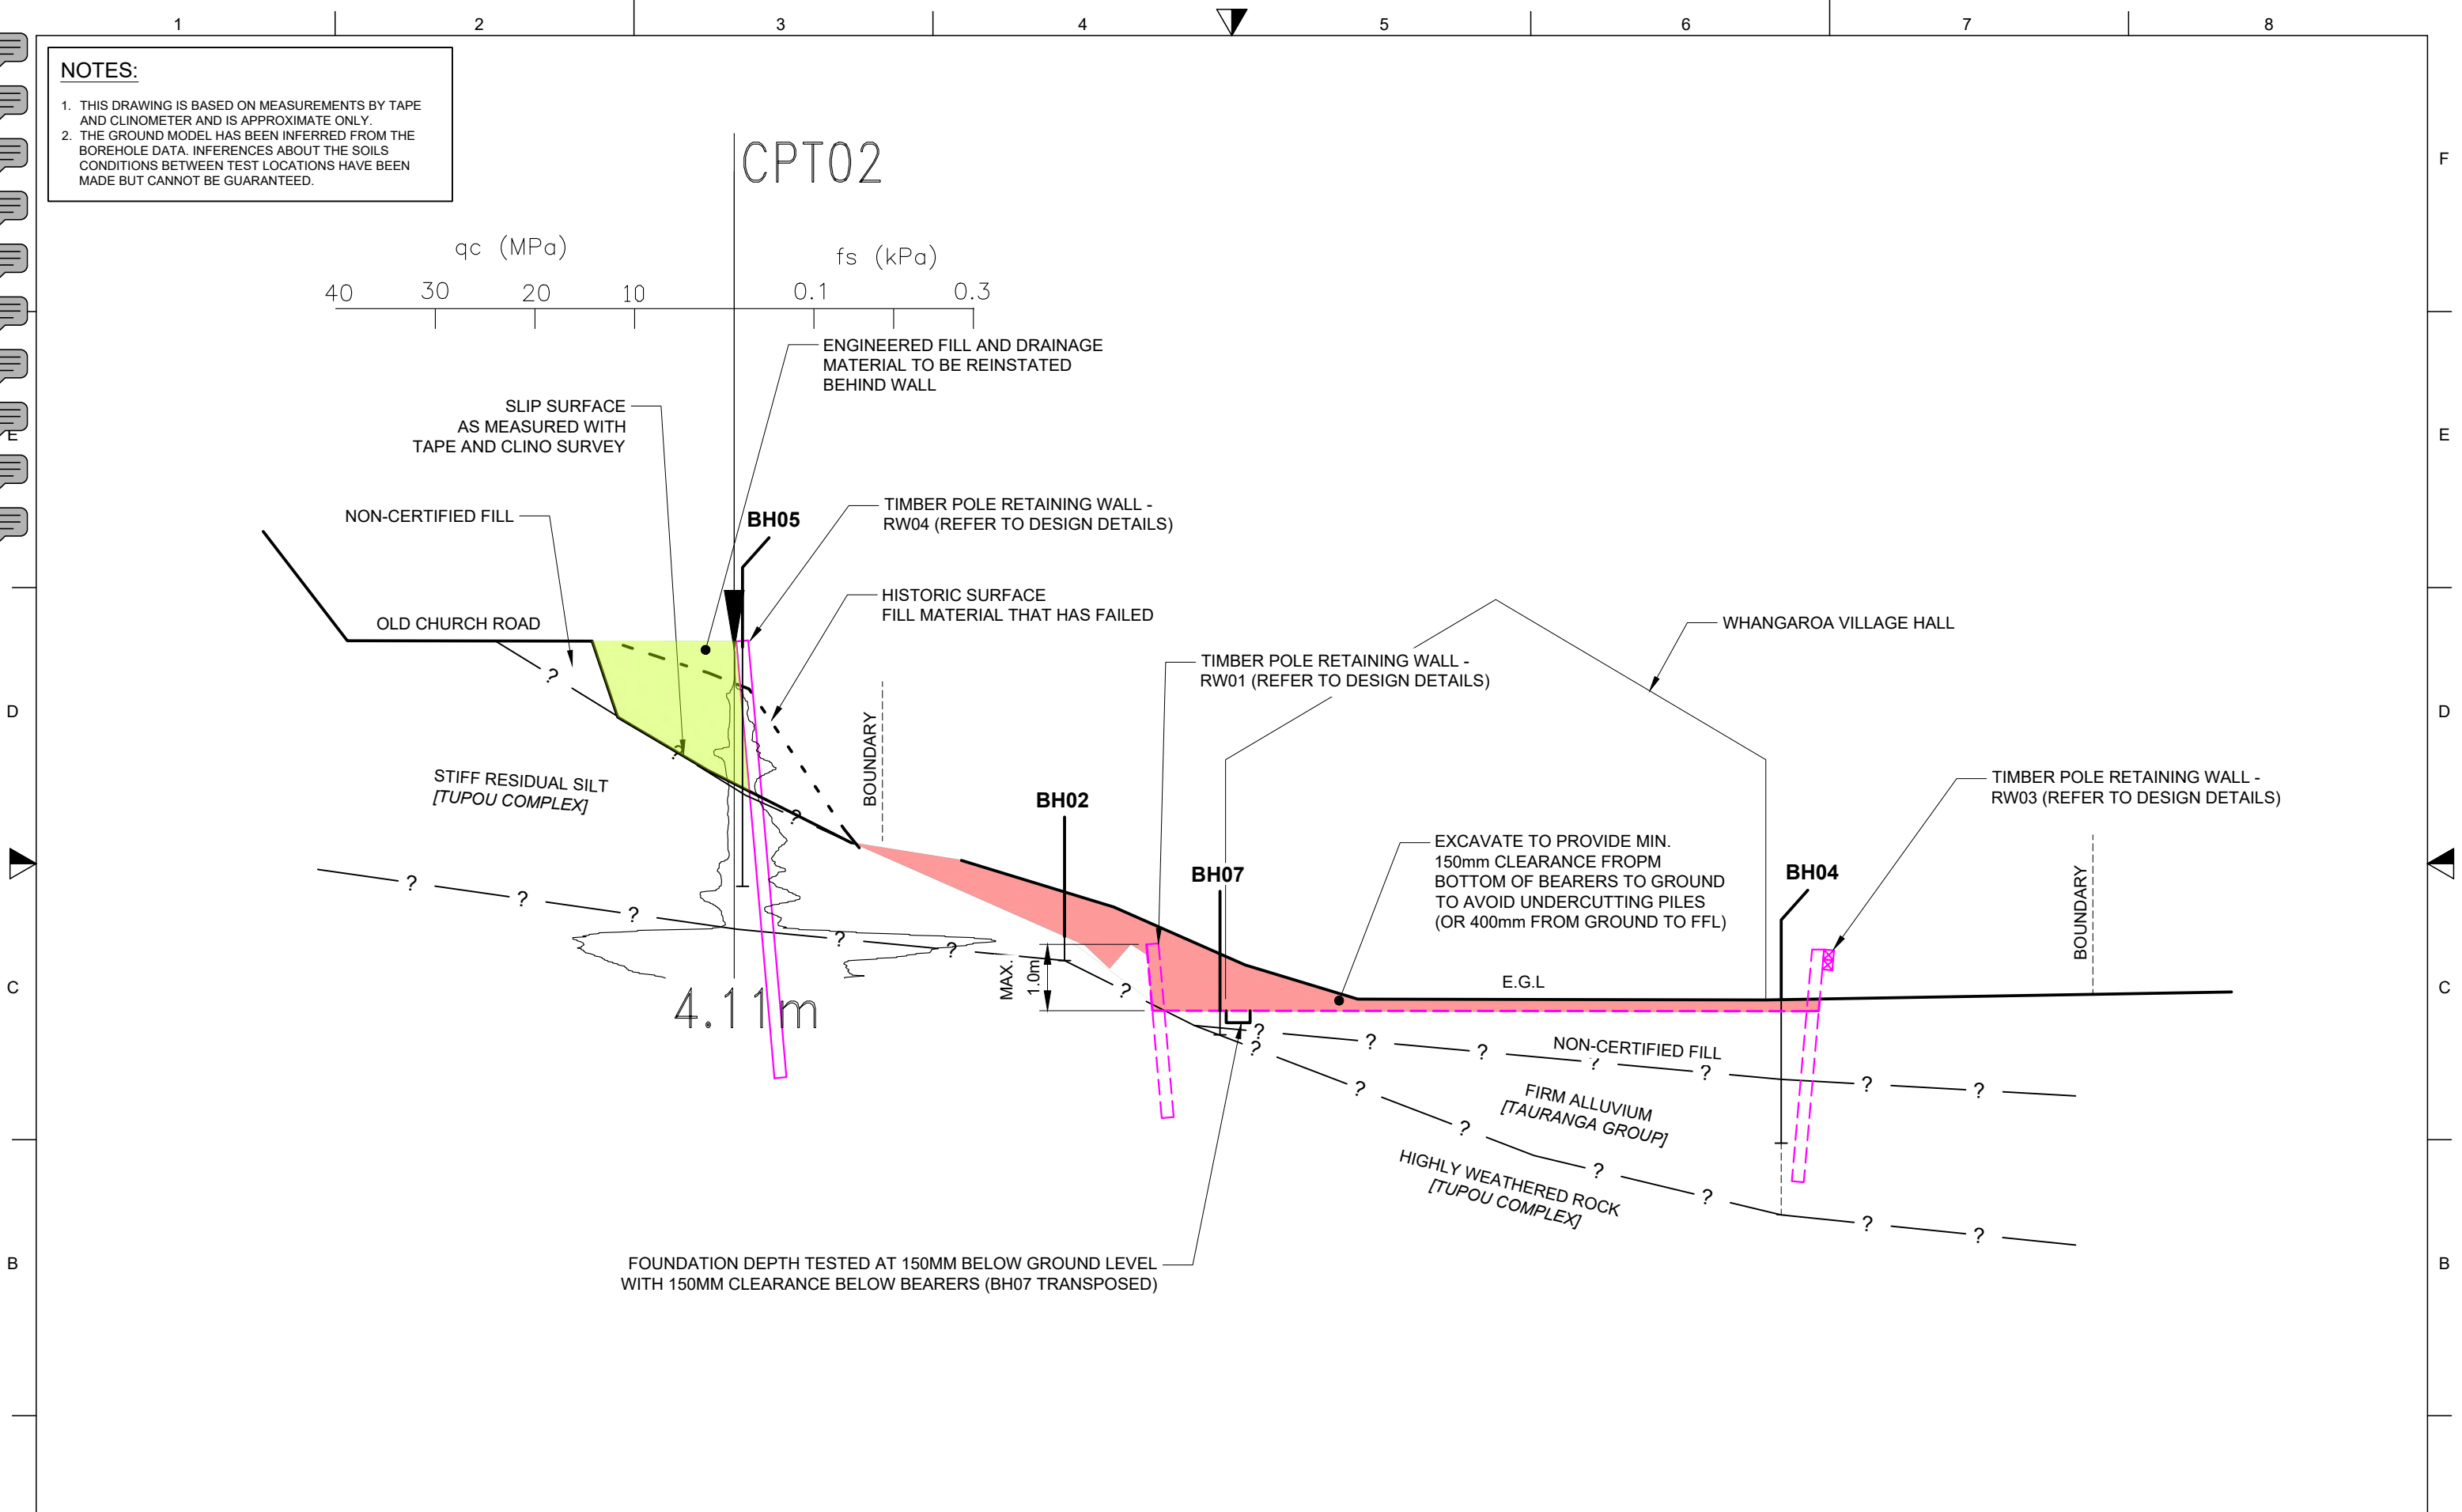 1 2 3 4 5 6 7 8
NOTES:
1. THIS DRAWING IS BASED ON MEASUREMENTS BY TAPE
AND CLINOMETER AND IS APPROXIMATE ONLY.
2. THE GROUND MODEL HAS BEEN INFERRED FROM THE
BOREHOLE DATA. INFERENCES ABOUT THE SOILS
CONDITIONS BETWEEN TEST LOCATIONS HAVE BEEN
MADE BUT CANNOT BE GUARANTEED.
F
CPT02
qc (MPa)
fs (kPa)
40 30 20 10 0.1 0.3
ENGINEERED FILL AND DRAINAGE
MATERIAL TO BE REINSTATED
BEHIND WALL
SLIP SURFACE
AS MEASURED WITH
TAPE AND CLINO SURVEY
E
E
NON-CERTIFIED FILL
BH05
TIMBER POLE RETAINING WALL -
RW04 (REFER TO DESIGN DETAILS)
HISTORIC SURFACE
FILL MATERIAL THAT HAS FAILED
OLD CHURCH ROAD
WHANGAROA VILLAGE HALL
TIMBER POLE RETAINING WALL -
RW01 (REFER TO DESIGN DETAILS)
?
D
D
BOUNDARY
?
STIFF RESIDUAL SILT
[TUPOU COMPLEX]
?
BH02
TIMBER POLE RETAINING WALL -
RW03 (REFER TO DESIGN DETAILS)
EXCAVATE TO PROVIDE MIN.
150mm CLEARANCE FROPM
BOTTOM OF BEARERS TO GROUND
TO AVOID UNDERCUTTING PILES
(OR 400mm FROM GROUND TO FFL)
BH07
BH04
BOUNDARY
? ? ? ? ?
MAX.
1.0m
E.G.L
C
C
?
4.11m
? ? ? ? ? ? ?
NON-CERTIFIED FILL
FIRM ALLUVIUM
[TAURANGA GROUP]
? ? ? ? ? ? ?
HIGHLY WEATHERED ROCK
[TUPOU COMPLEX]
B
B
FOUNDATION DEPTH TESTED AT 150MM BELOW GROUND LEVEL
WITH 150MM CLEARANCE BELOW BEARERS (BH07 TRANSPOSED)